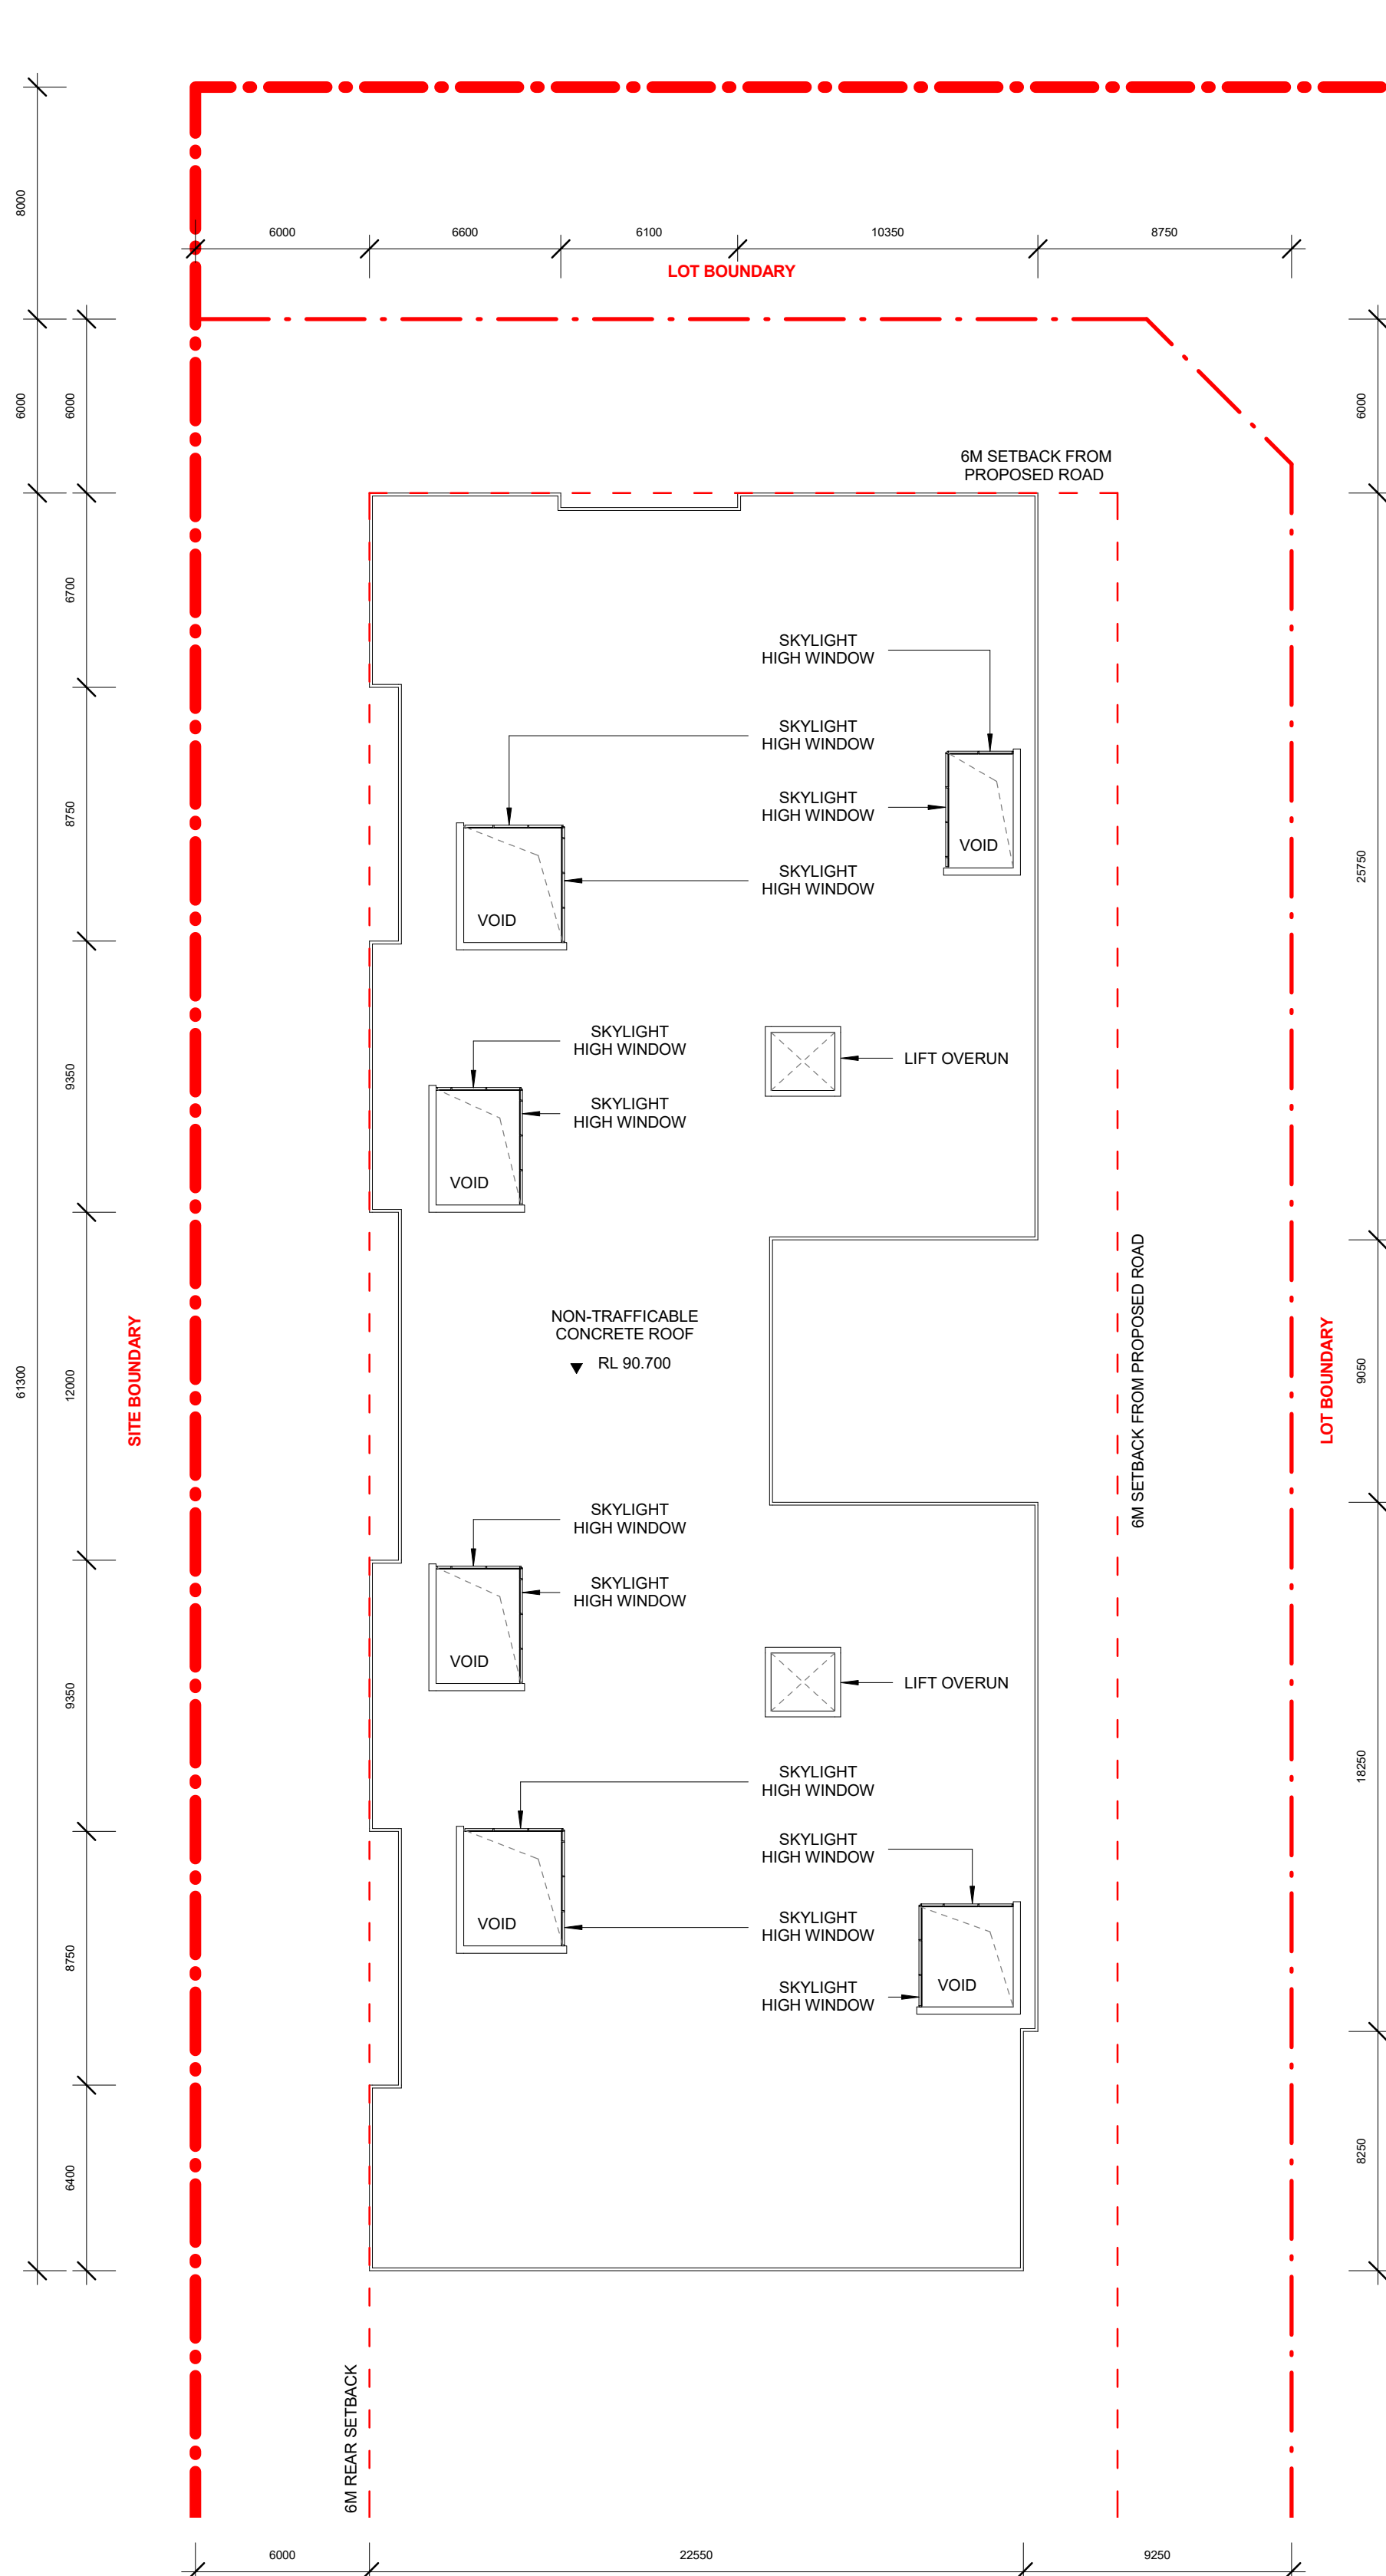 8000
6000
6600
6100
10350
8750
LOT BOUNDARY
6000
6000
6000
6M SETBACK FROM
PROPOSED ROAD
6700
SKYLIGHT
HIGH WINDOW
SKYLIGHT
HIGH WINDOW
SKYLIGHT
HIGH WINDOW
8750
VOID
25750
SKYLIGHT
HIGH WINDOW
VOID
SKYLIGHT
HIGH WINDOW
LIFT OVERUN
9350
SKYLIGHT
HIGH WINDOW
VOID
NON-TRAFFICABLE
CONCRETE ROOF
RL 90.700
61300
12000
SITE BOUNDARY
6M SETBACK FROM PROPOSED ROAD
LOT BOUNDARY
9050
SKYLIGHT
HIGH WINDOW
SKYLIGHT
HIGH WINDOW
VOID
9350
LIFT OVERUN
18250
SKYLIGHT
HIGH WINDOW
SKYLIGHT
HIGH WINDOW
VOID
SKYLIGHT
HIGH WINDOW
8750
SKYLIGHT
HIGH WINDOW
VOID
6400
8250
6M REAR SETBACK
6000
22550
9250